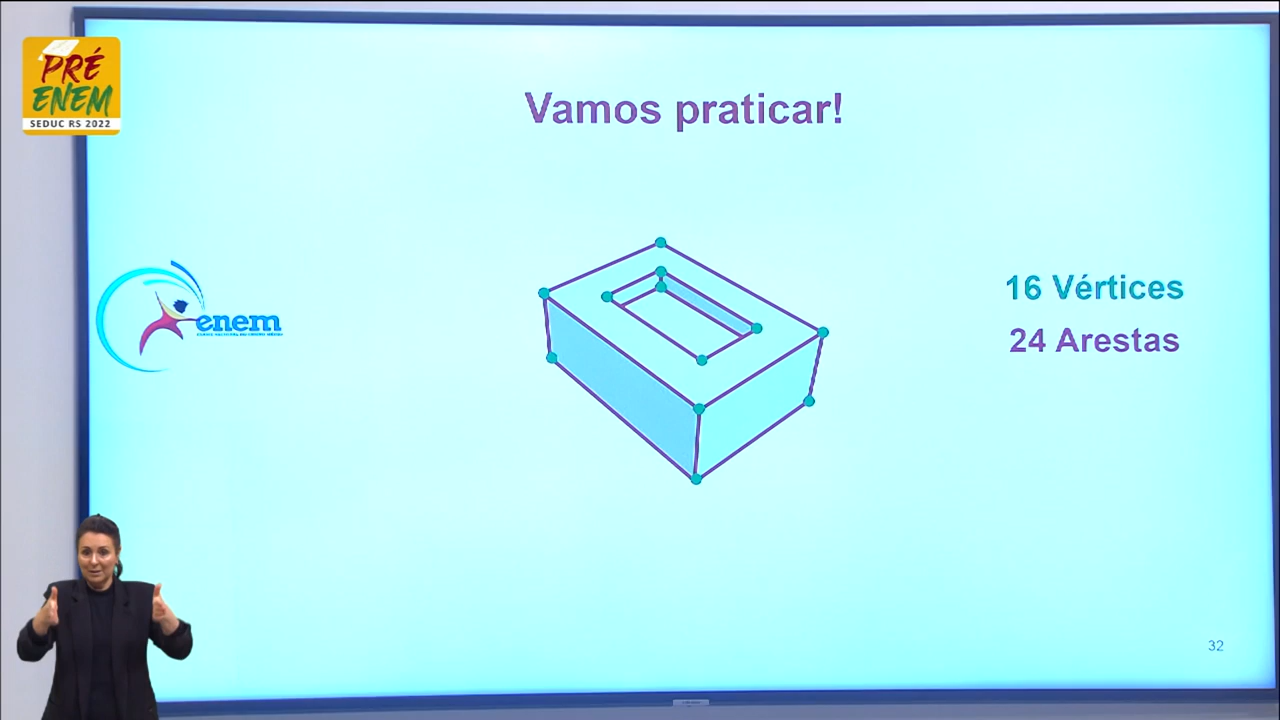 PRÉ
ENEM
SEDUC RS 2022
Vamos praticar!
enem
16 Vértices
24 Arestas
32